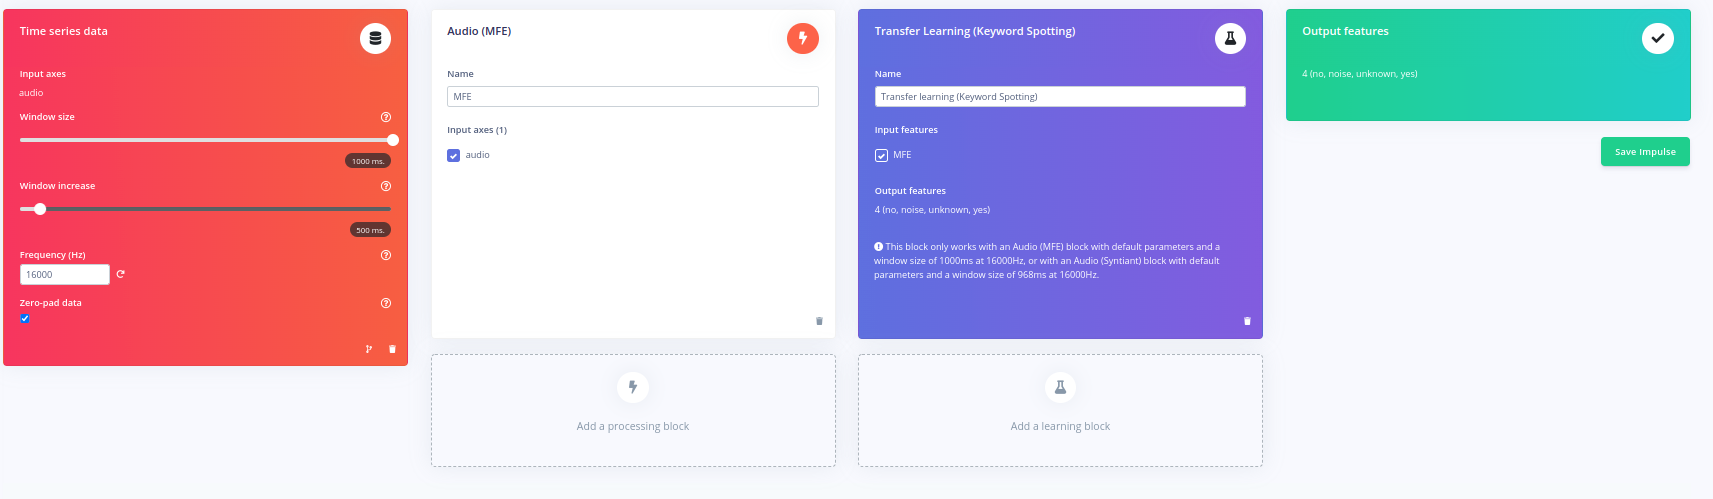 Time series data
Input axes
audio
Window size
1000 ms.
Window increase
500 ms.
Frequency (Hz)
16000
Zero-pad data
Audio (MFE)
Name
MFE
Input axes (1)
audio
Add a processing block
Transfer Learning (Keyword Spotting)
Name
Transfer learning (Keyword Spotting)
Input features
MFE
Output features
4 (no, noise, unknown, yes)
This block only works with an Audio (MFE) block with default parameters and a
window size of 1000ms at 16000Hz, or with an Audio (Syntiant) block with default
parameters and a window size of 968ms at 16000Hz.
Add a learning block
Output features
4 (no, noise, unknown, yes)
Save Impulse